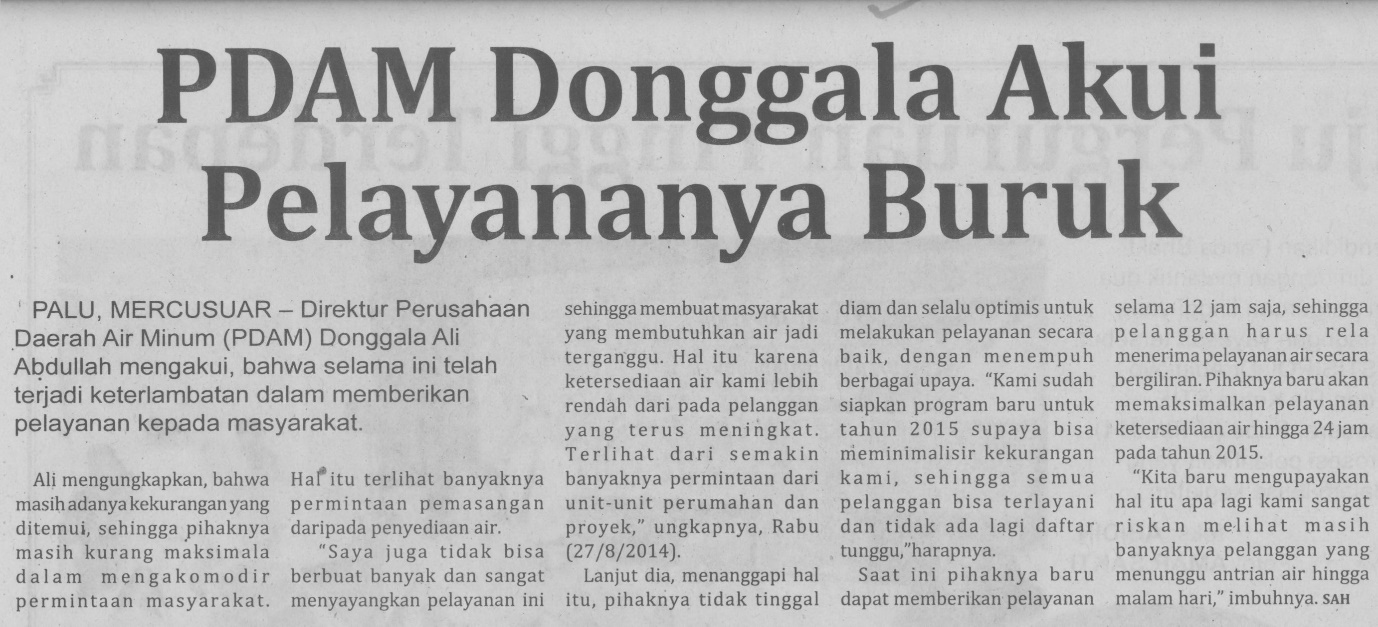 PDAM Donggala Akui
Pelayananya Buruk
PALU, MERCUSUAR – Direktur Perusahaan
Daerah Air Minum (PDAM) Donggala Ali
Abdullah mengakui, bahwa selama ini telah
terjadi keterlambatan dalam memberikan
pelayanan kepada masyarakat.
Ali mengungkapkan, bahwa
masih adanya kekurangan yang
ditemui, sehingga pihaknya
masih kurang maksimala
dalam mengakomodir
permintaan masyarakat.
Hal itu terlihat banyaknya
permintaan pemasangan
daripada penyediaan air.
“Saya juga tidak bisa
berbuat banyak dan sangat
menyayangkan pelayanan ini
sehingga membuat masyarakat
yang membutuhkan air jadi
terganggu. Hal itu karena
ketersediaan air kami lebih
rendah dari pada pelanggan
yang terus meningkat.
Terlihat dari semakin
banyaknya permintaan dari
unit-unit perumahan dan
proyek,” ungkapnya, Rabu
(27/8/2014).
Lanjut dia, menanggapi hal
itu, pihaknya tidak tinggal
diam dan selalu optimis untuk
melakukan pelayanan secara
baik, dengan menempuh
berbagai upaya. “Kami sudah
siapkan program baru untuk
tahun 2015 supaya bisa
meminimalisir kekurangan
kami, sehingga semua
pelanggan bisa terlayani
dan tidak ada lagi daftar
tunggu,”harapnya.
Saat ini pihaknya baru
dapat memberikan pelayanan
selama 12 jam saja, sehingga
pelanggan harus rela
menerima pelayanan air secara
bergiliran. Pihaknya baru akan
memaksimalkan pelayanan
ketersediaan air hingga 24 jam
pada tahun 2015.
“Kita baru mengupayakan
hal itu apa lagi kami sangat
riskan melihat masih
banyaknya pelanggan yang
menunggu antrian air hingga
malam hari,” imbuhnya. SAH